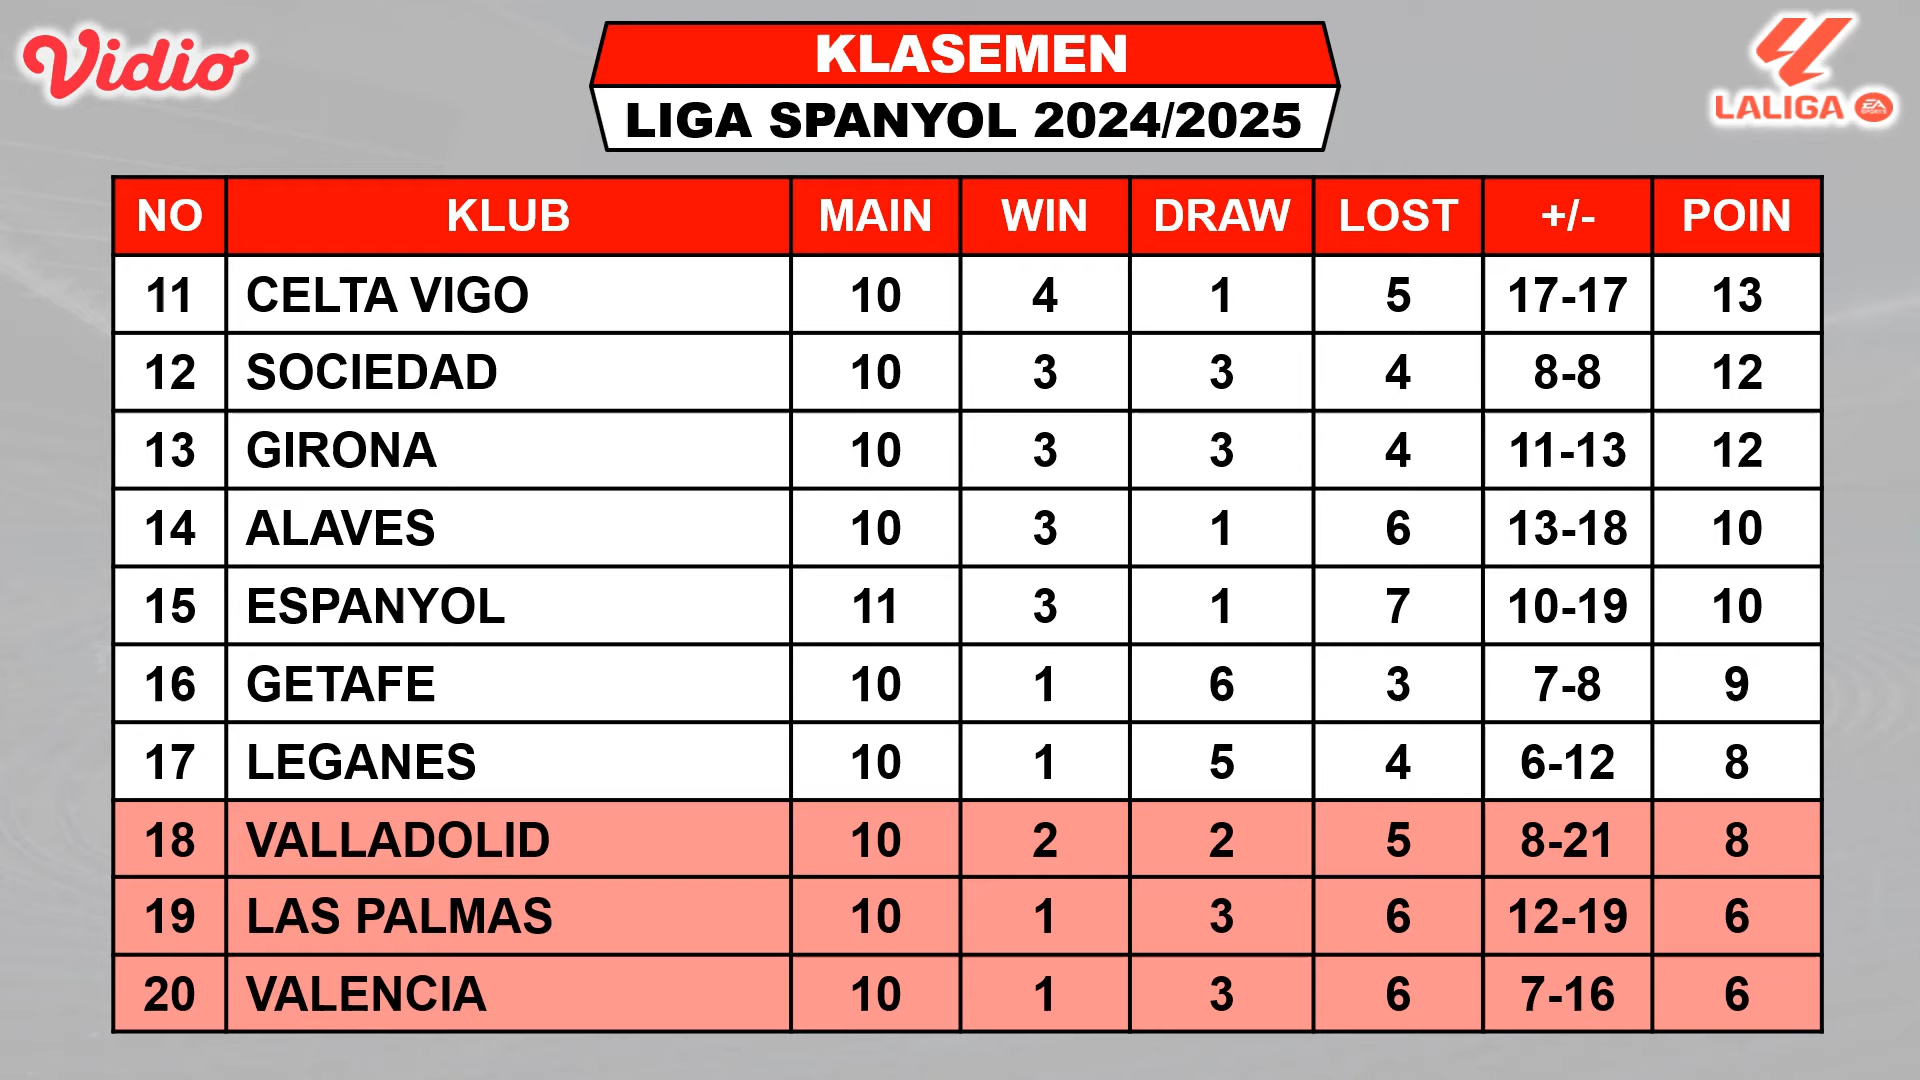 Vidio
KLASEMEN
LIGA SPANYOL 2024/2025
LALIGA EA SPORTS
NO KLUB MAIN WIN DRAW LOST +/- POIN
11 CELTA VIGO 10 4 1 5 17-17 13
12 SOCIEDAD 10 3 3 4 8-8 12
13 GIRONA 10 3 3 4 11-13 12
14 ALAVES 10 3 1 6 13-18 10
15 ESPANYOL 11 3 1 7 10-19 10
16 GETAFE 10 1 6 3 7-8 9
17 LEGANES 10 1 5 4 6-12 8
18 VALLADOLID 10 2 2 5 8-21 8
19 LAS PALMAS 10 1 3 6 12-19 6
20 VALENCIA 10 1 3 6 7-16 6